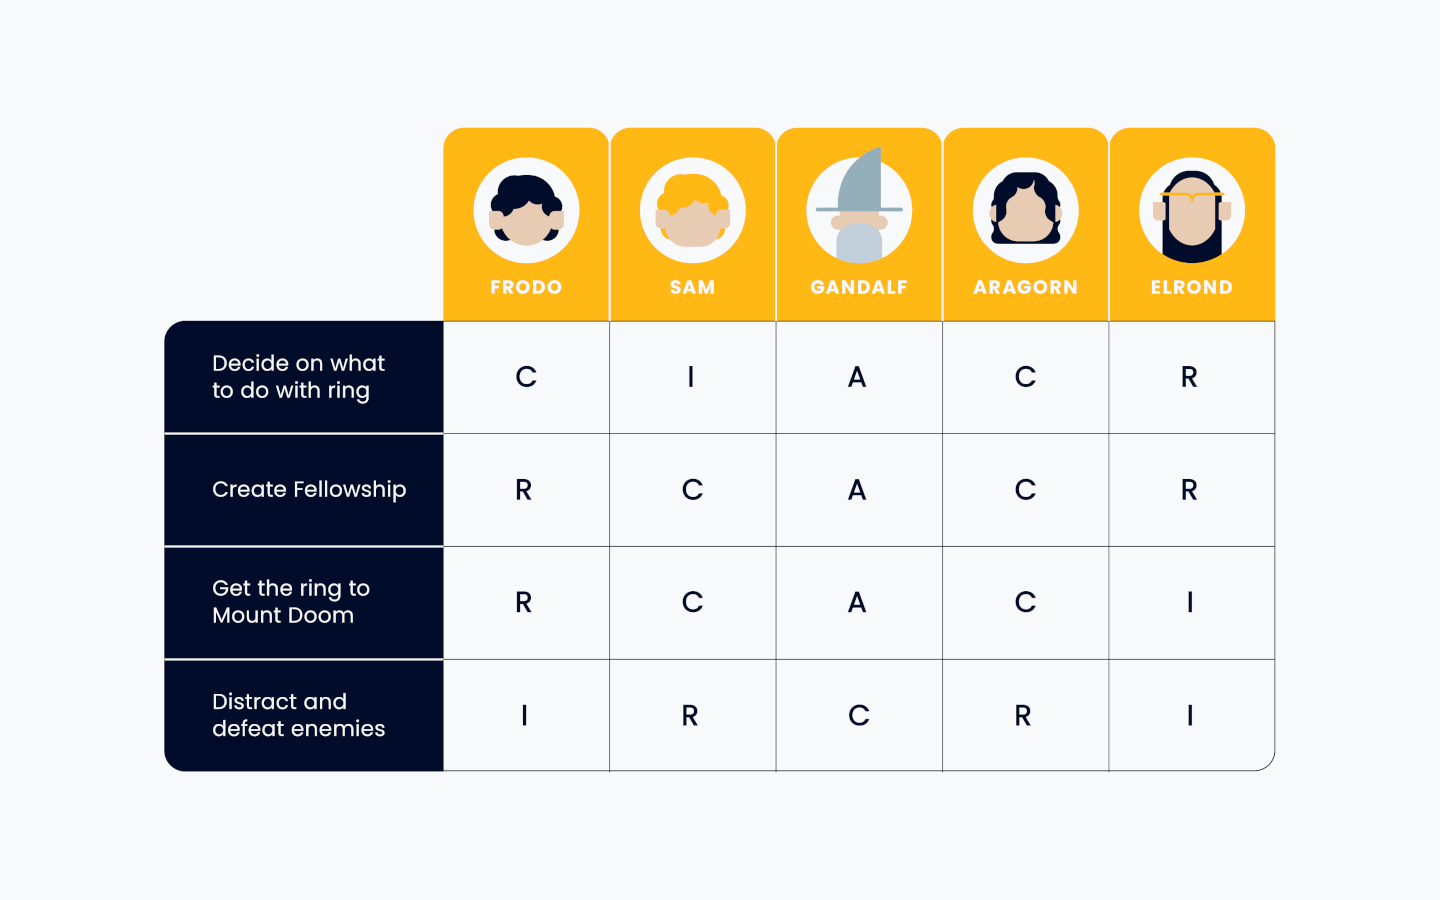 FRODO SAM GANDALF ARAGORN ELROND
Decide on what
to do with ring
C I A C R
Create Fellowship
R C A C R
Get the ring to
Mount Doom
R C A C I
Distract and
defeat enemies
I R C R I